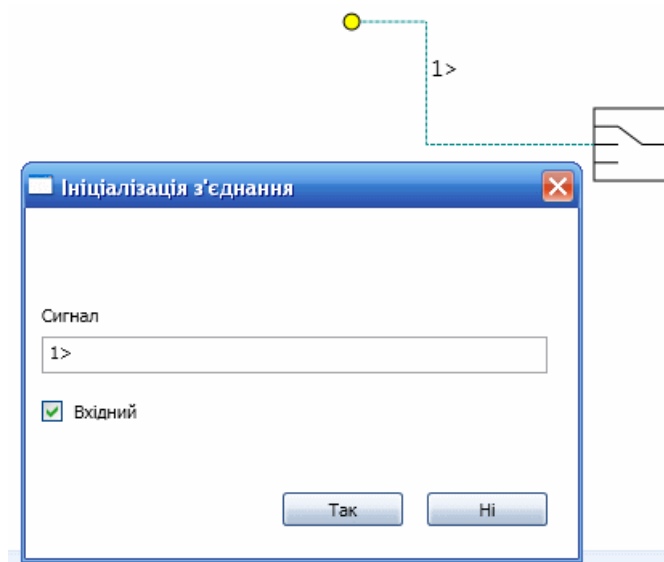 1>
Ініціалізація з'єднання
Сигнал
1>
Вхідний
Так
Ні